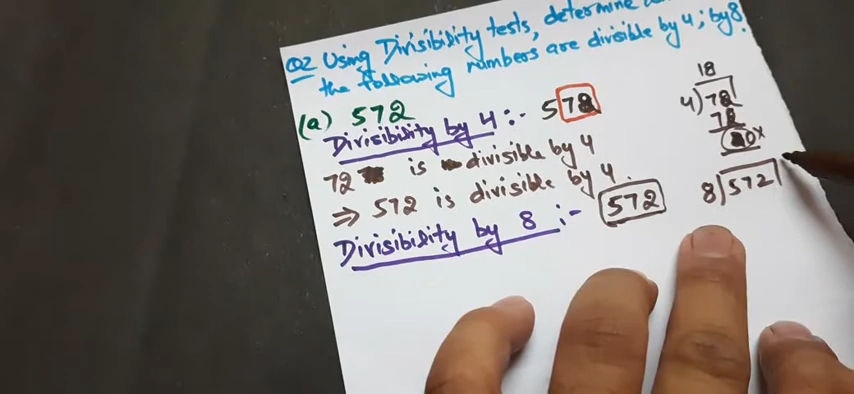 Q2 Using Divisibility tests, determine
the following numbers are divisible by 4; by 8.
(a) 572
Divisibility by 4 :- 572
72 is divisible by 4
⇒ 572 is divisible by 4.
Divisibility by 8 :- 572
18
4)72
72
0x
8)572